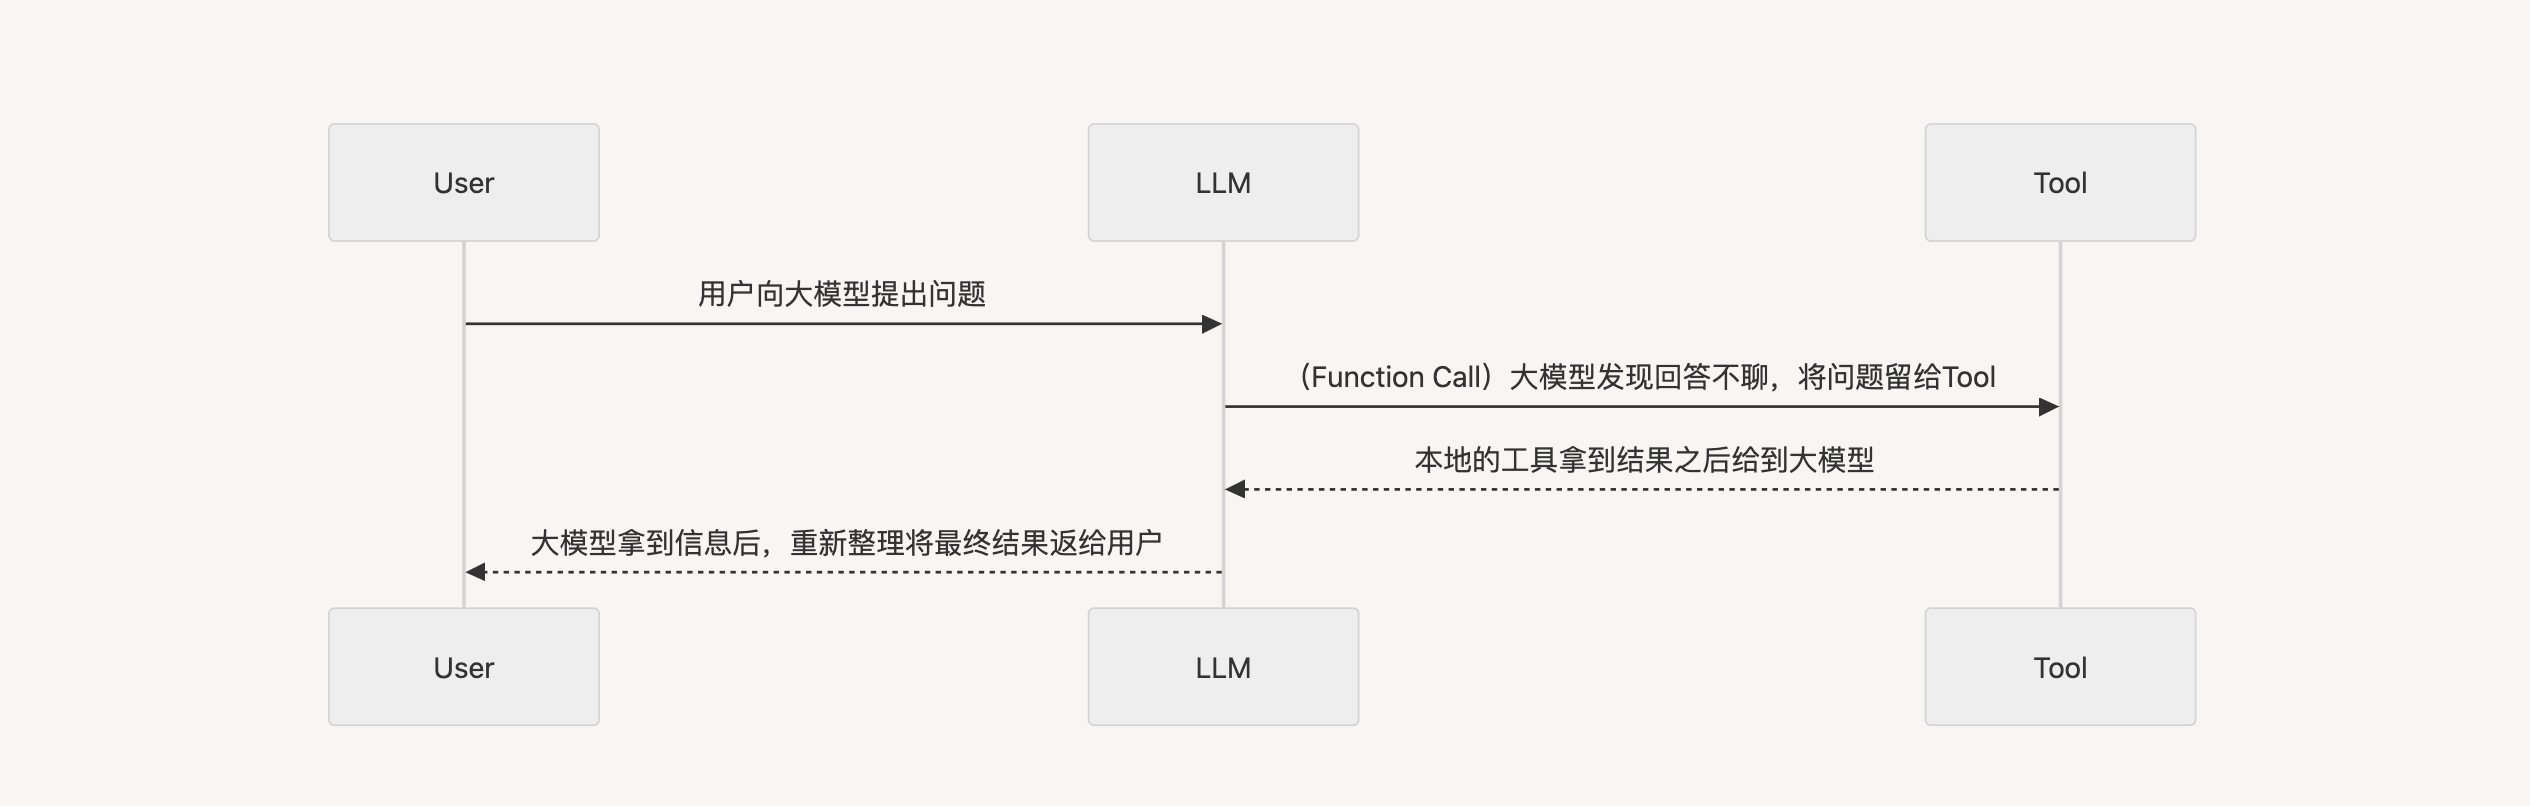 User
LLM
Tool
用户向大模型提出问题
（Function Call）大模型发现回答不聊，将问题留给Tool
本地的工具拿到结果之后给到大模型
大模型拿到信息后，重新整理将最终结果返给用户
User
LLM
Tool